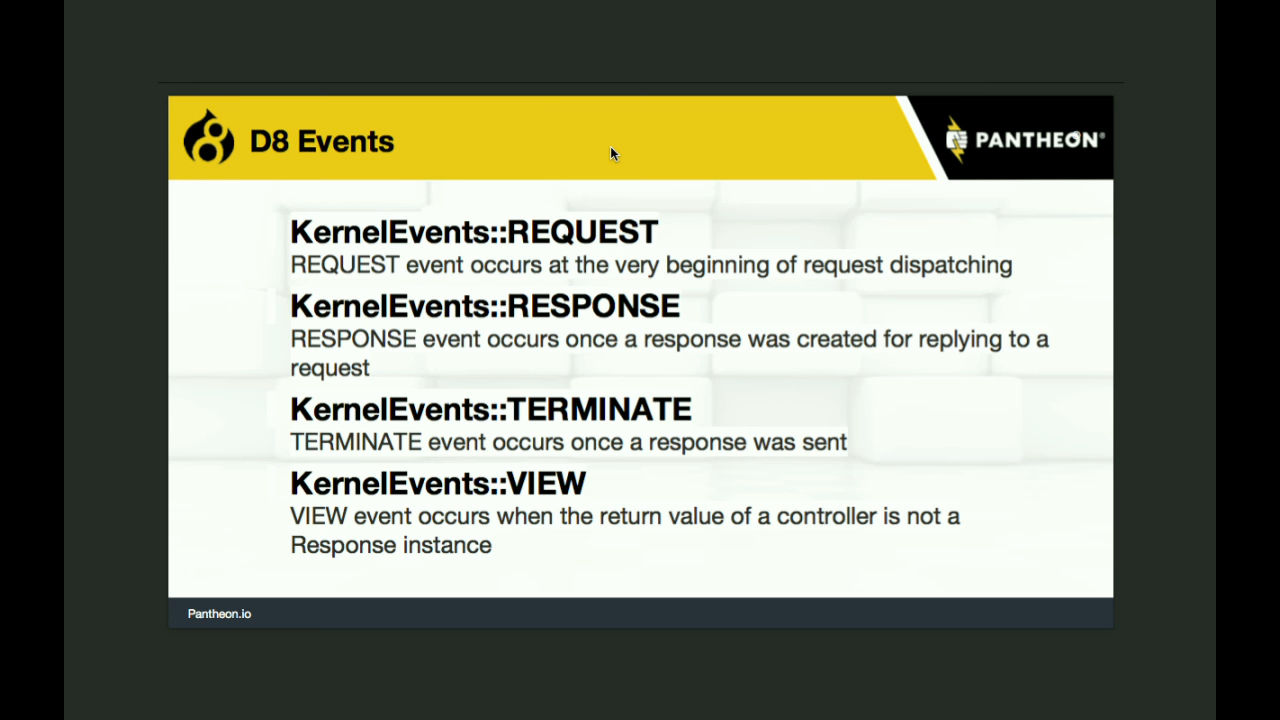 D8 Events
PANTHEON®
KernelEvents::REQUEST
REQUEST event occurs at the very beginning of request dispatching
KernelEvents::RESPONSE
RESPONSE event occurs once a response was created for replying to a
request
KernelEvents::TERMINATE
TERMINATE event occurs once a response was sent
KernelEvents::VIEW
VIEW event occurs when the return value of a controller is not a
Response instance
Pantheon.io